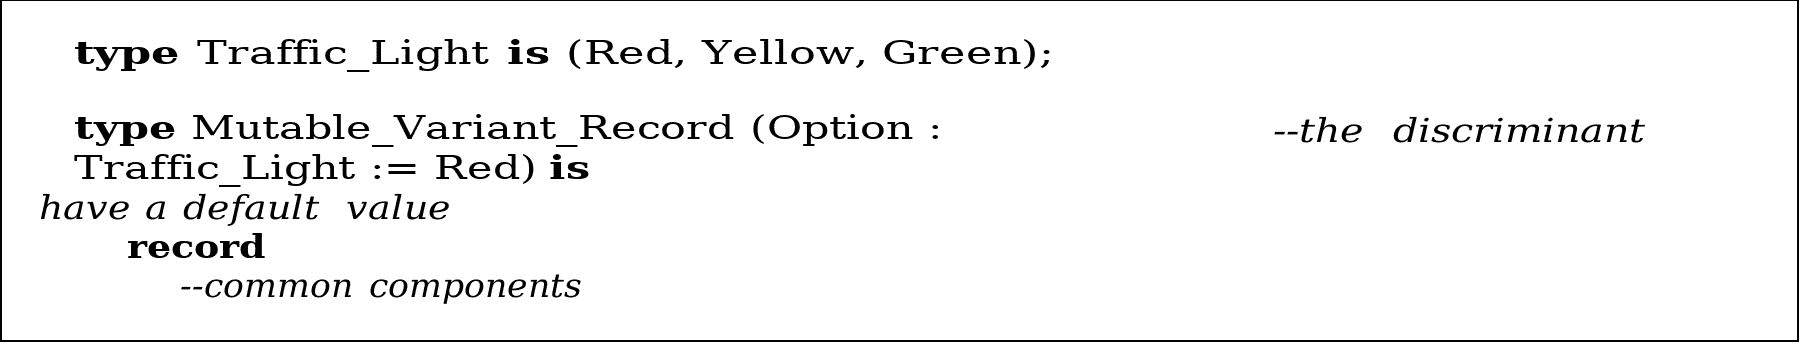 type Traffic_Light is (Red, Yellow, Green);
type Mutable_Variant_Record (Option : --the discriminant
Traffic_Light := Red) is
have a default value
record
--common components